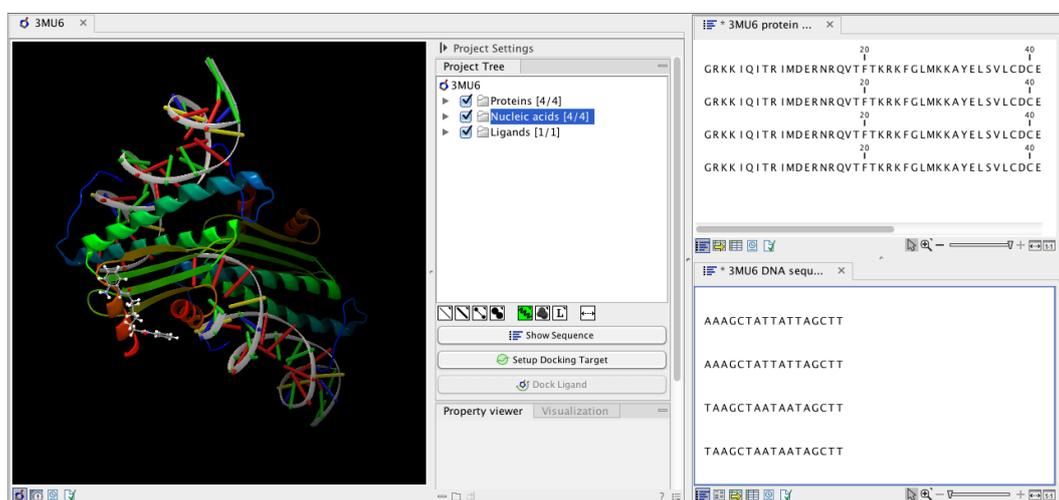 3MU6
Project Settings
Project Tree
3MU6
Proteins [4/4]
Nucleic acids [4/4]
Ligands [1/1]
L
Show Sequence
Setup Docking Target
Dock Ligand
Property viewer Visualization
?
* 3MU6 protein ...
20 40
GRKKIQITRIMDERNRQVTFTKRKFGLMKKAYELSVLCDCE
20 40
GRKKIQITRIMDERNRQVTFTKRKFGLMKKAYELSVLCDCE
20 40
GRKKIQITRIMDERNRQVTFTKRKFGLMKKAYELSVLCDCE
20 40
GRKKIQITRIMDERNRQVTFTKRKFGLMKKAYELSVLCDCE
* 3MU6 DNA sequ...
AAAGCTATTATTAGCTT
AAAGCTATTATTAGCTT
TAAGCTAATAATAGCTT
TAAGCTAATAATAGCTT